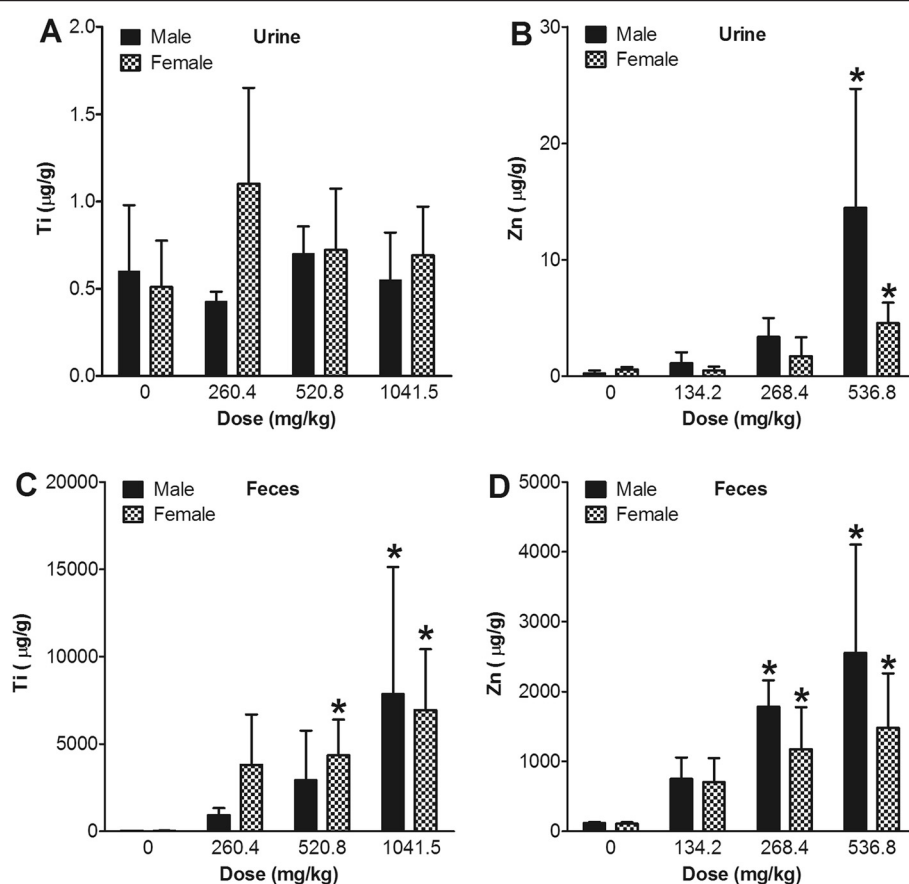 A
Male Urine
Female
2.0
1.5
1.0
0.5
0.0
Ti (μg/g)
0 260.4 520.8 1041.5
Dose (mg/kg)
B
Male Urine
Female
30
20
10
0
Zn ( μg/g)
* *
0 134.2 268.4 536.8
Dose (mg/kg)
C
Male Feces
Female
20000
15000
10000
5000
0
Ti ( μg/g)
* * *
0 260.4 520.8 1041.5
Dose (mg/kg)
D
Male Feces
Female
5000
4000
3000
2000
1000
0
Zn ( μg/g)
* * * *
0 134.2 268.4 536.8
Dose (mg/kg)